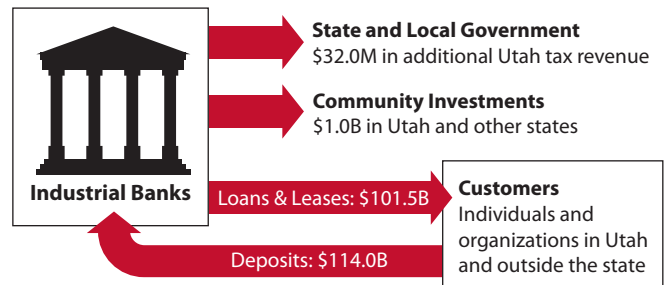 State and Local Government
$32.0M in additional Utah tax revenue
Community Investments
$1.0B in Utah and other states
Industrial Banks
Loans & Leases: $101.5B
Customers
Individuals and
organizations in Utah
and outside the state
Deposits: $114.0B